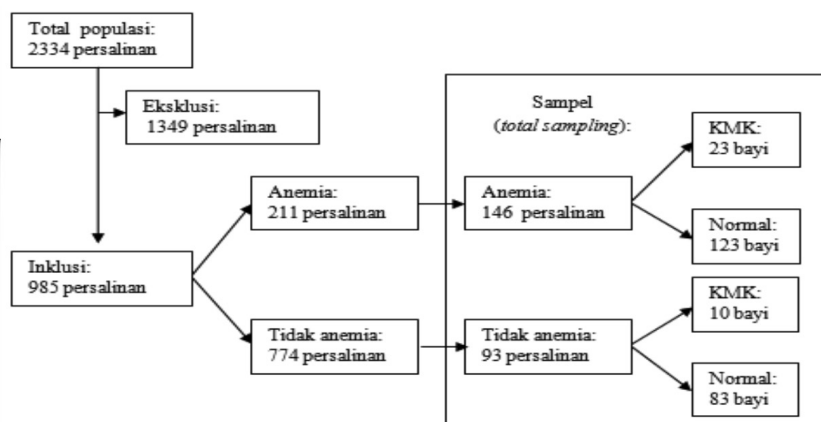 Total populasi:
2334 persalinan
Eksklusi:
1349 persalinan
Inklusi:
985 persalinan
Anemia:
211 persalinan
Tidak anemia:
774 persalinan
Sampel
(total sampling):
Anemia:
146 persalinan
Tidak anemia:
93 persalinan
KMK:
23 bayi
Normal:
123 bayi
KMK:
10 bayi
Normal:
83 bayi